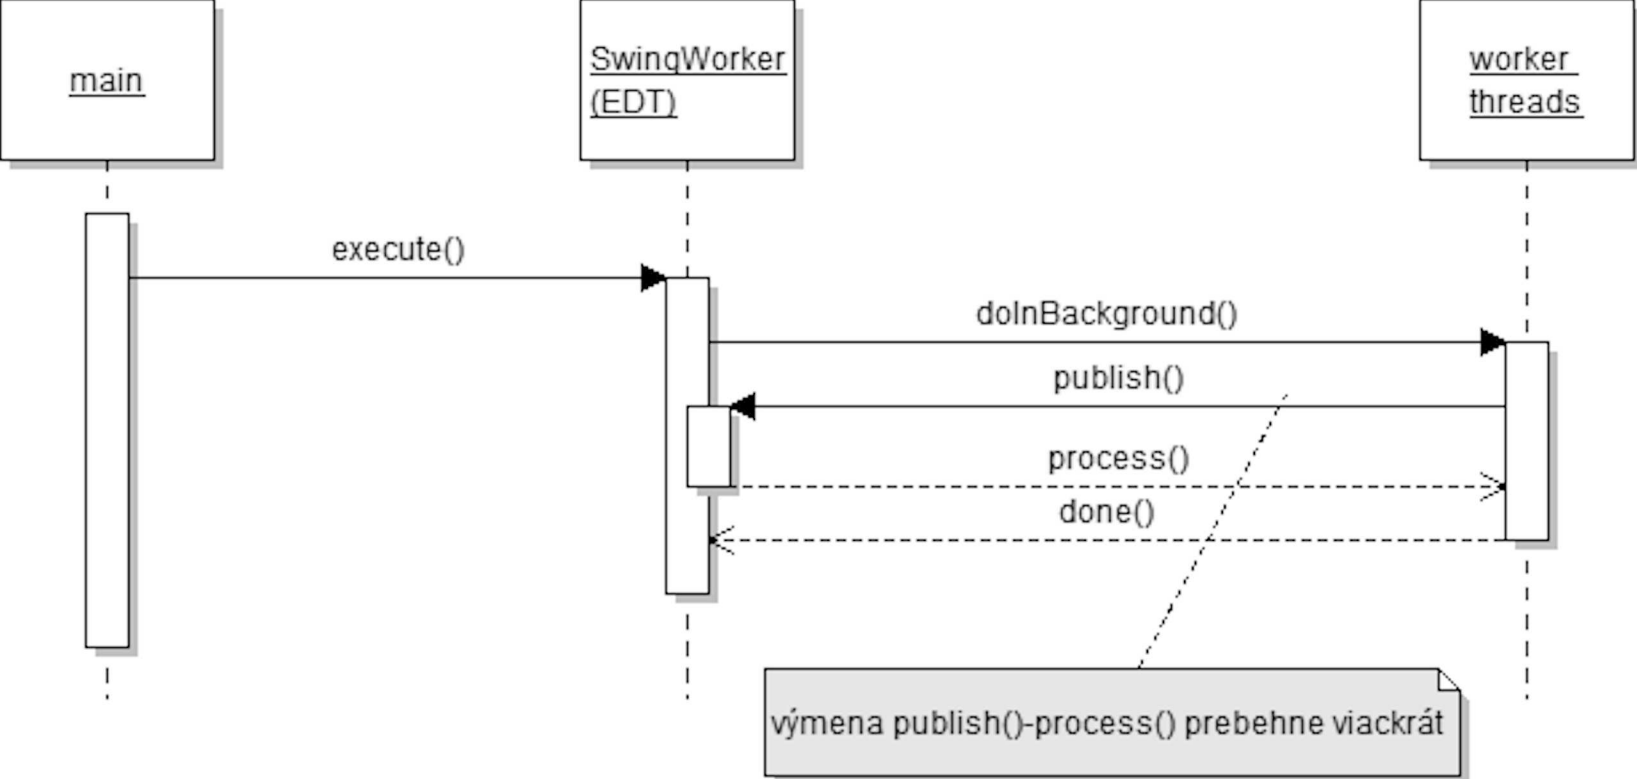 main
SwingWorker
(EDT)
worker
threads
execute()
doInBackground()
publish()
process()
done()
výmena publish()-process() prebehne viackrát